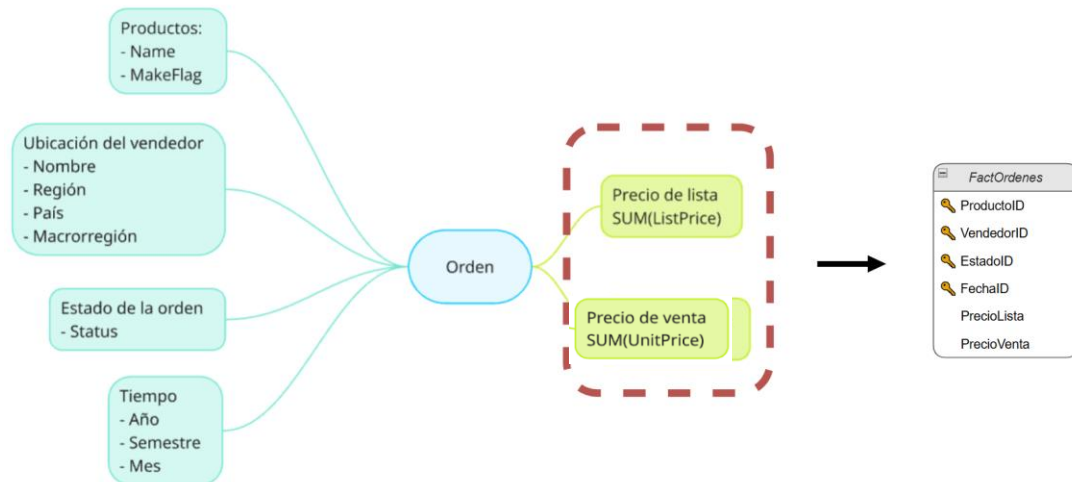 Productos:
- Name
- MakeFlag
Ubicación del vendedor
- Nombre
- Región
- País
- Macrorregión
Estado de la orden
- Status
Tiempo
- Año
- Semestre
- Mes
Orden
Precio de lista
SUM(ListPrice)
Precio de venta
SUM(UnitPrice)
FactOrdenes
ProductoID
VendedorID
EstadoID
FechaID
PrecioLista
PrecioVenta